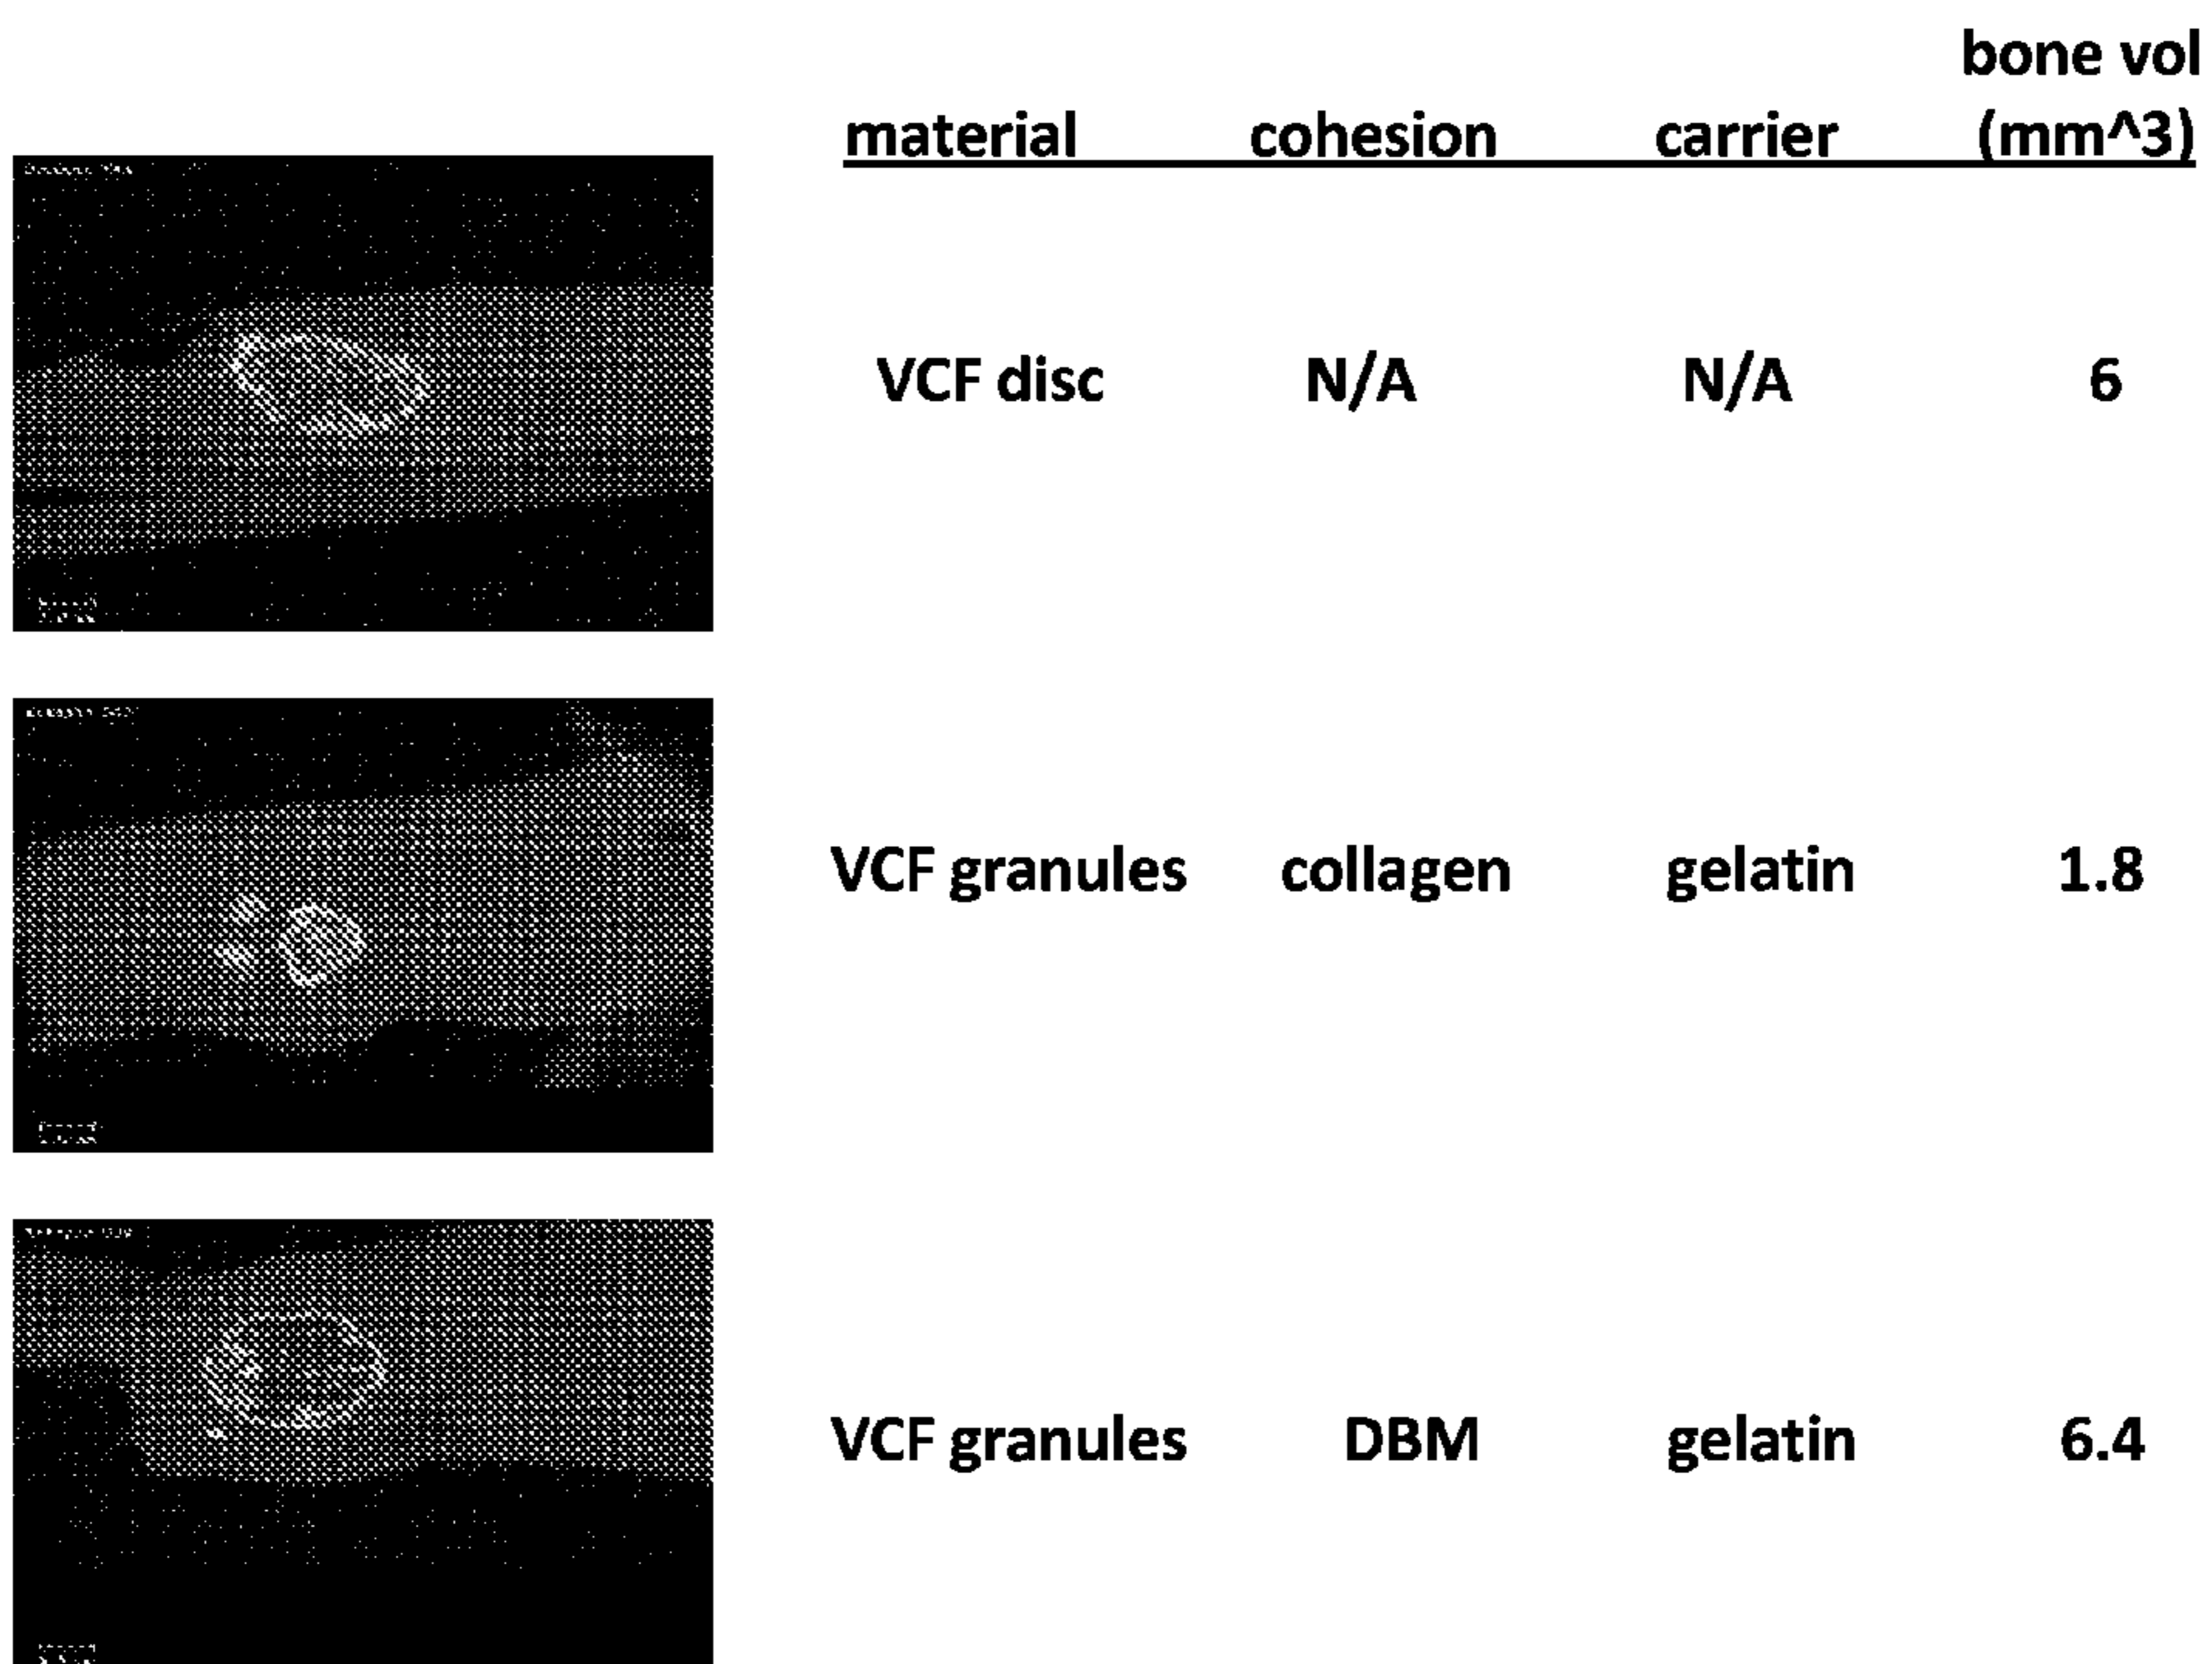 bone vol
material cohesion carrier (mm^3)
VCF disc N/A N/A 6
VCF granules collagen gelatin 1.8
VCF granules DBM gelatin 6.4